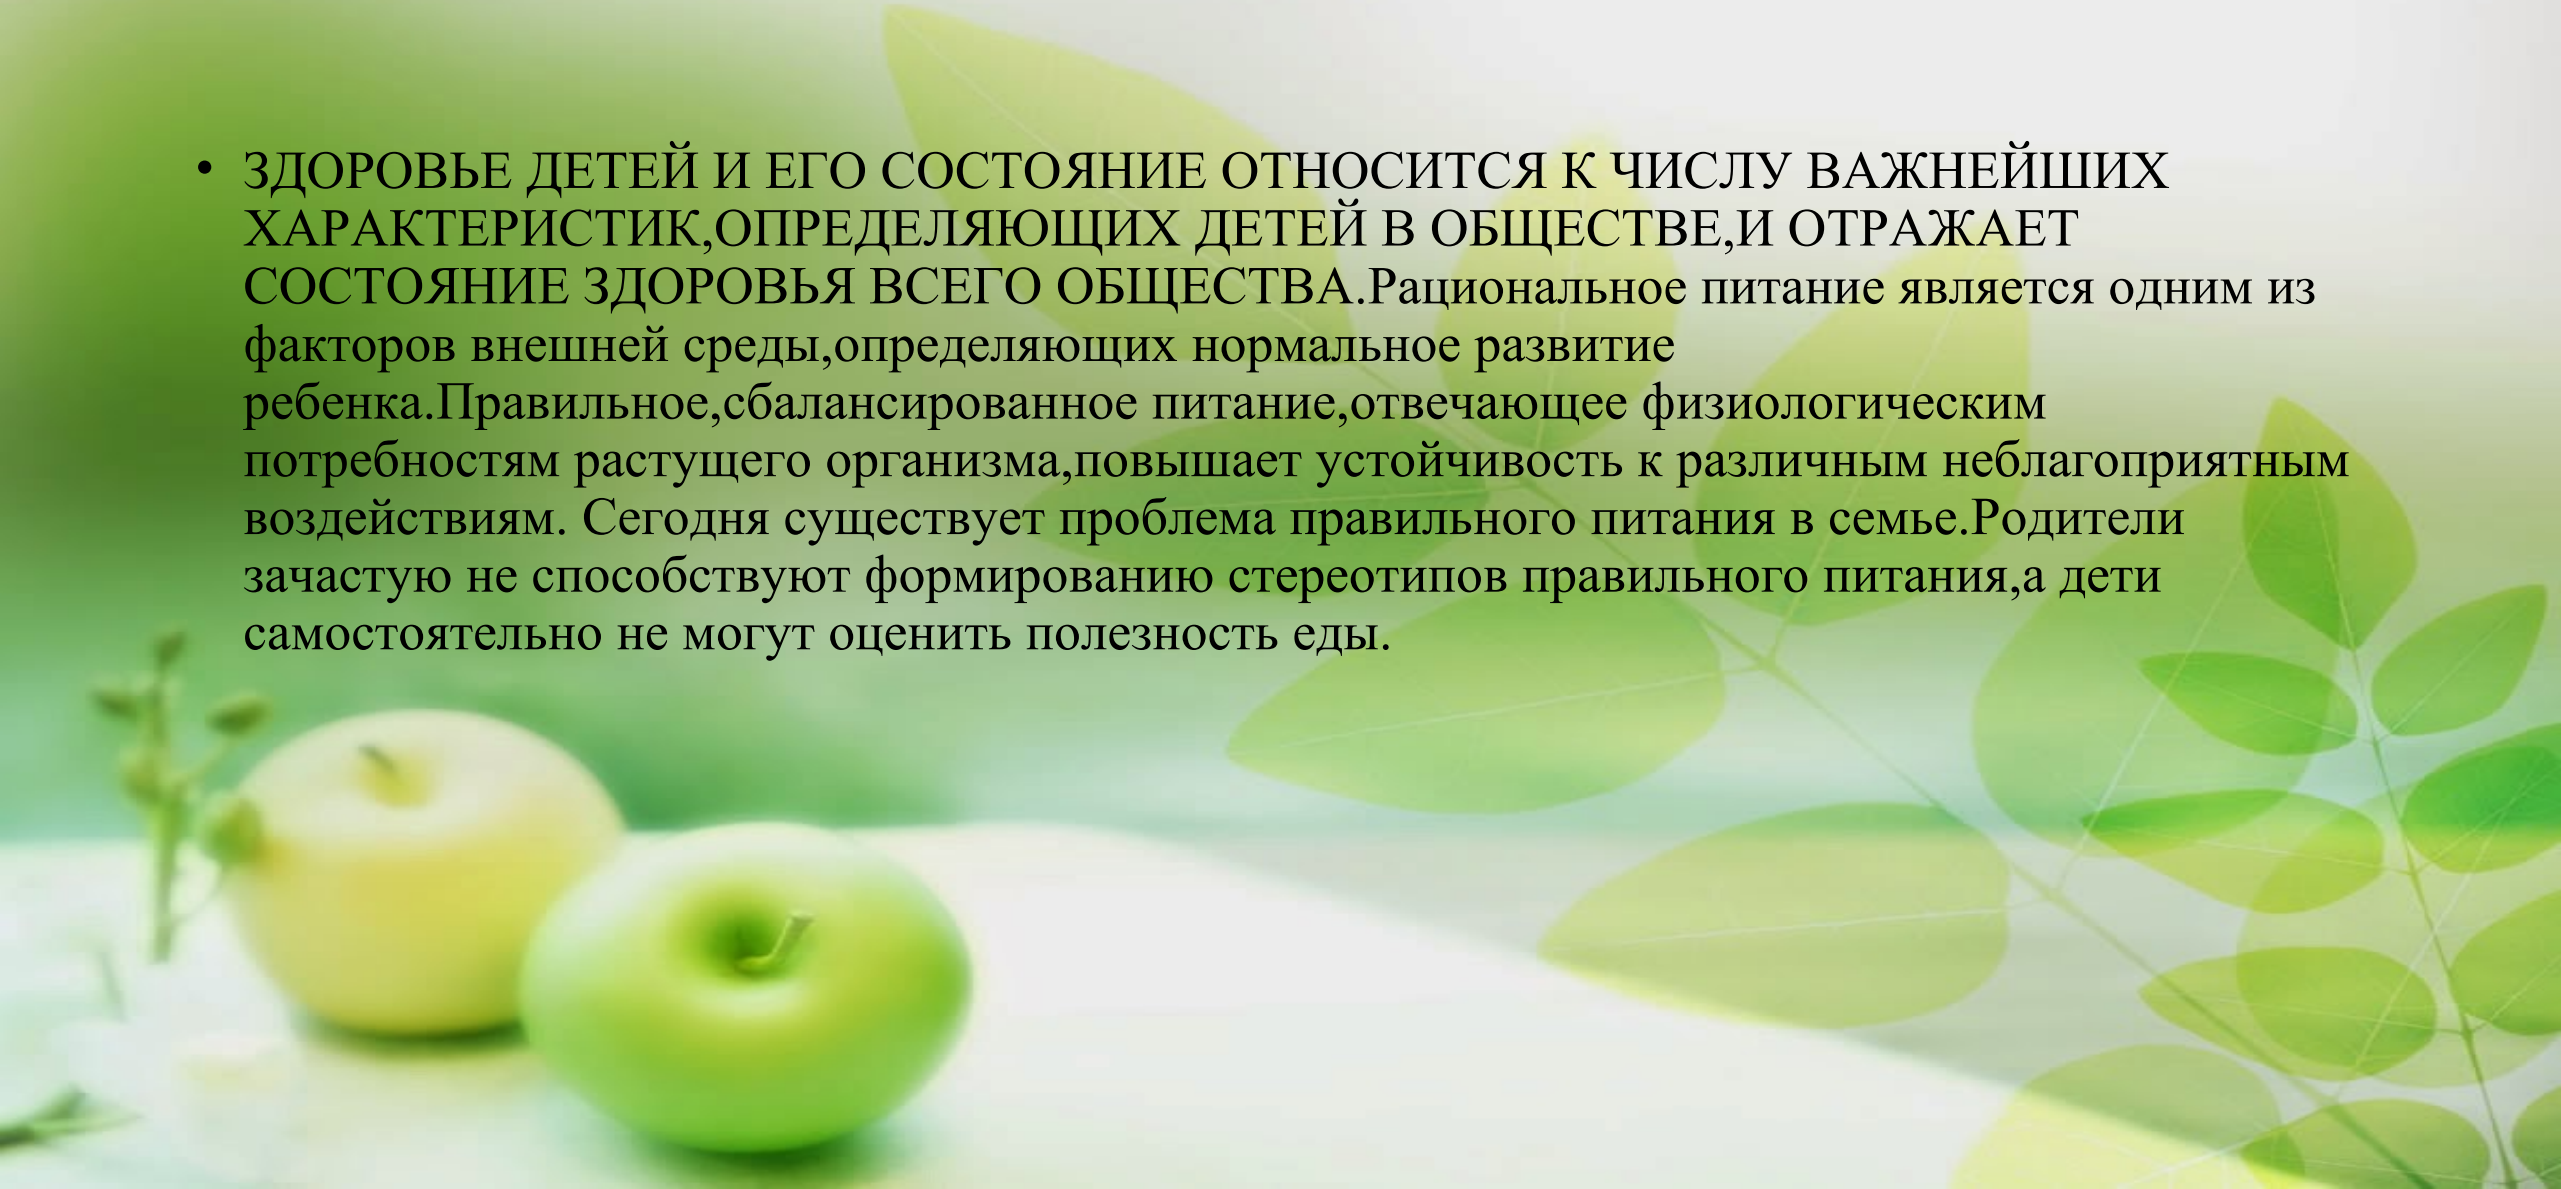 • ЗДОРОВЬЕ ДЕТЕЙ И ЕГО СОСТОЯНИЕ ОТНОСИТСЯ К ЧИСЛУ ВАЖНЕЙШИХ
ХАРАКТЕРИСТИК,ОПРЕДЕЛЯЮЩИХ ДЕТЕЙ В ОБЩЕСТВЕ,И ОТРАЖАЕТ
СОСТОЯНИЕ ЗДОРОВЬЯ ВСЕГО ОБЩЕСТВА.Рациональное питание является одним из
факторов внешней среды,определяющих нормальное развитие
ребенка.Правильное,сбалансированное питание,отвечающее физиологическим
потребностям растущего организма,повышает устойчивость к различным неблагоприятным
воздействиям. Сегодня существует проблема правильного питания в семье.Родители
зачастую не способствуют формированию стереотипов правильного питания,а дети
самостоятельно не могут оценить полезность еды.